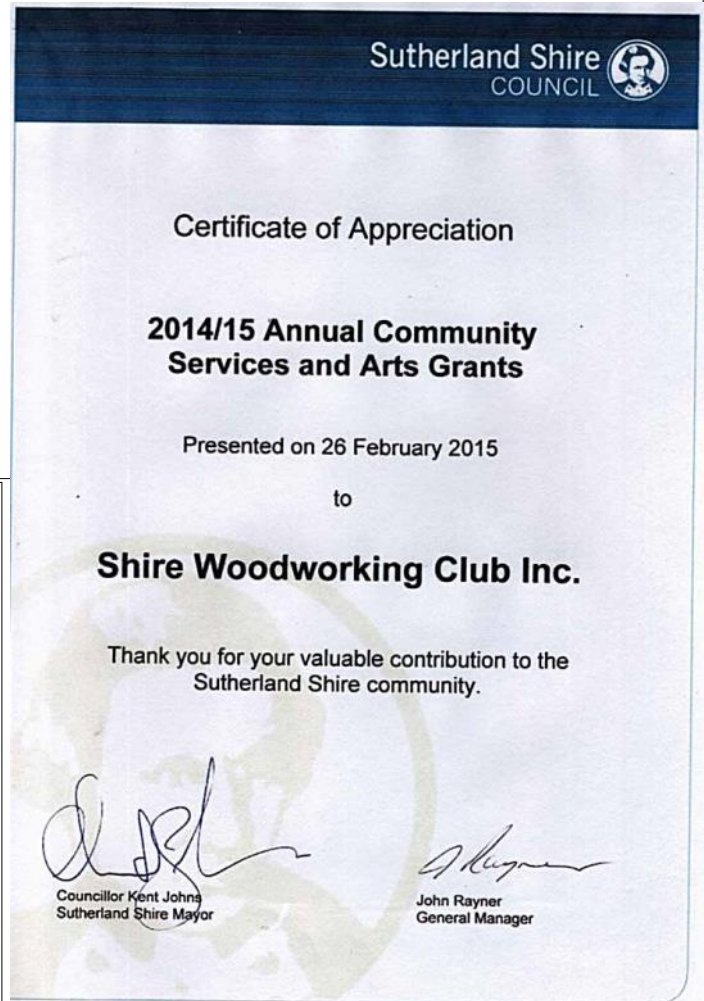 Sutherland Shire
COUNCIL
Certificate of Appreciation
2014/15 Annual Community
Services and Arts Grants
Presented on 26 February 2015
to
Shire Woodworking Club Inc.
Thank you for your valuable contribution to the
Sutherland Shire community.
Councillor Kent Johns
Sutherland Shire Mayor
J Rayner
John Rayner
General Manager